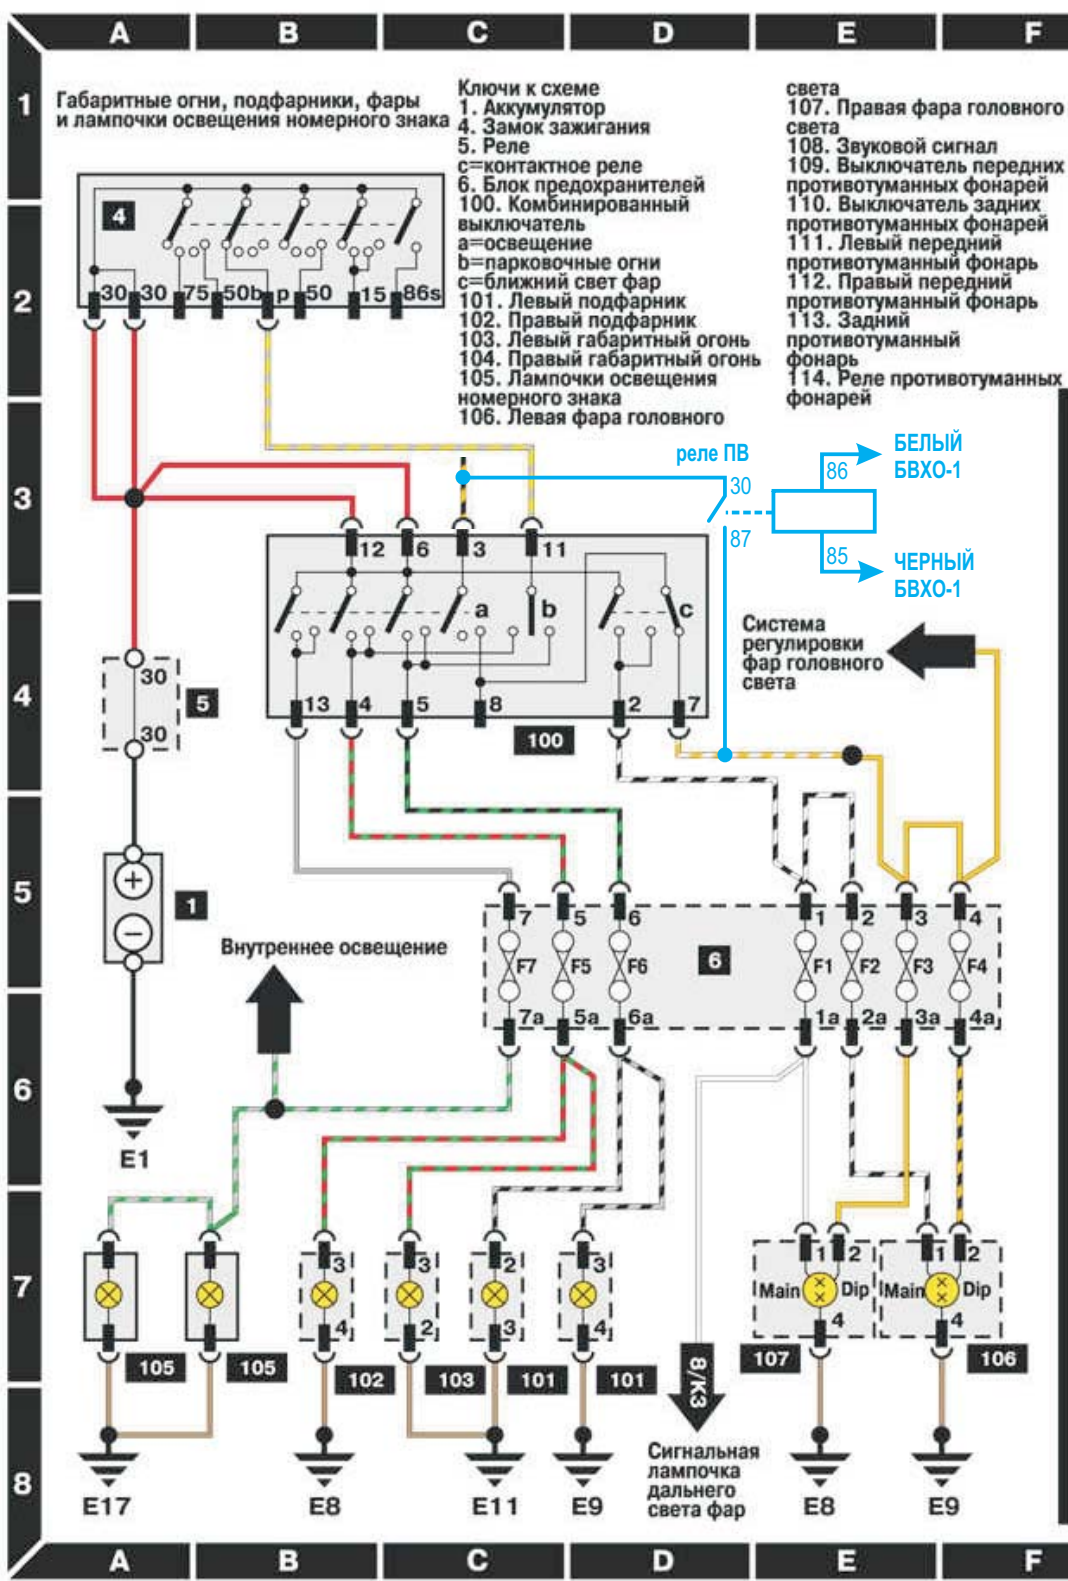 A B C D E F
1
Габаритные огни, подфарники, фары
и лампочки освещения номерного знака
Ключи к схеме
1. Аккумулятор
4. Замок зажигания
5. Реле
с=контактное реле
6. Блок предохранителей
100. Комбинированный
выключатель
a=освещение
b=парковочные огни
c=ближний свет фар
101. Левый подфарник
102. Правый подфарник
103. Левый габаритный огонь
104. Правый габаритный огонь
105. Лампочки освещения
номерного знака
106. Левая фара головного
света
107. Правая фара головного
света
108. Звуковой сигнал
109. Выключатель передних
противотуманных фонарей
110. Выключатель задних
противотуманных фонарей
111. Левый передний
противотуманный фонарь
112. Правый передний
противотуманный фонарь
113. Задний
противотуманный
фонарь
114. Реле противотуманных
фонарей
4
2
30 30 75 50b p 50 15 86s
3
реле ПВ
30
87
86
85
БЕЛЫЙ
БВХО-1
ЧЕРНЫЙ
БВХО-1
12 6 3 11
a b c
4
13 4 5 8 2 7
100
Система
регулировки
фар головного
света
30
30
5
5
1
Внутреннее освещение
7 5 6 1 2 3 4
6
F7 F5 F6 F1 F2 F3 F4
7a 5a 6a 1a 2a 3a 4a
6
E1
7
3 3 2 3 1 2 1 2
Main Dip Main Dip
4 2 3 4 4 4
105 105 102 103 101 101 107 106
8/K3
8
Сигнальная
лампочка
дальнего
света фар
E17 E8 E11 E9 E8 E9
A B C D E F